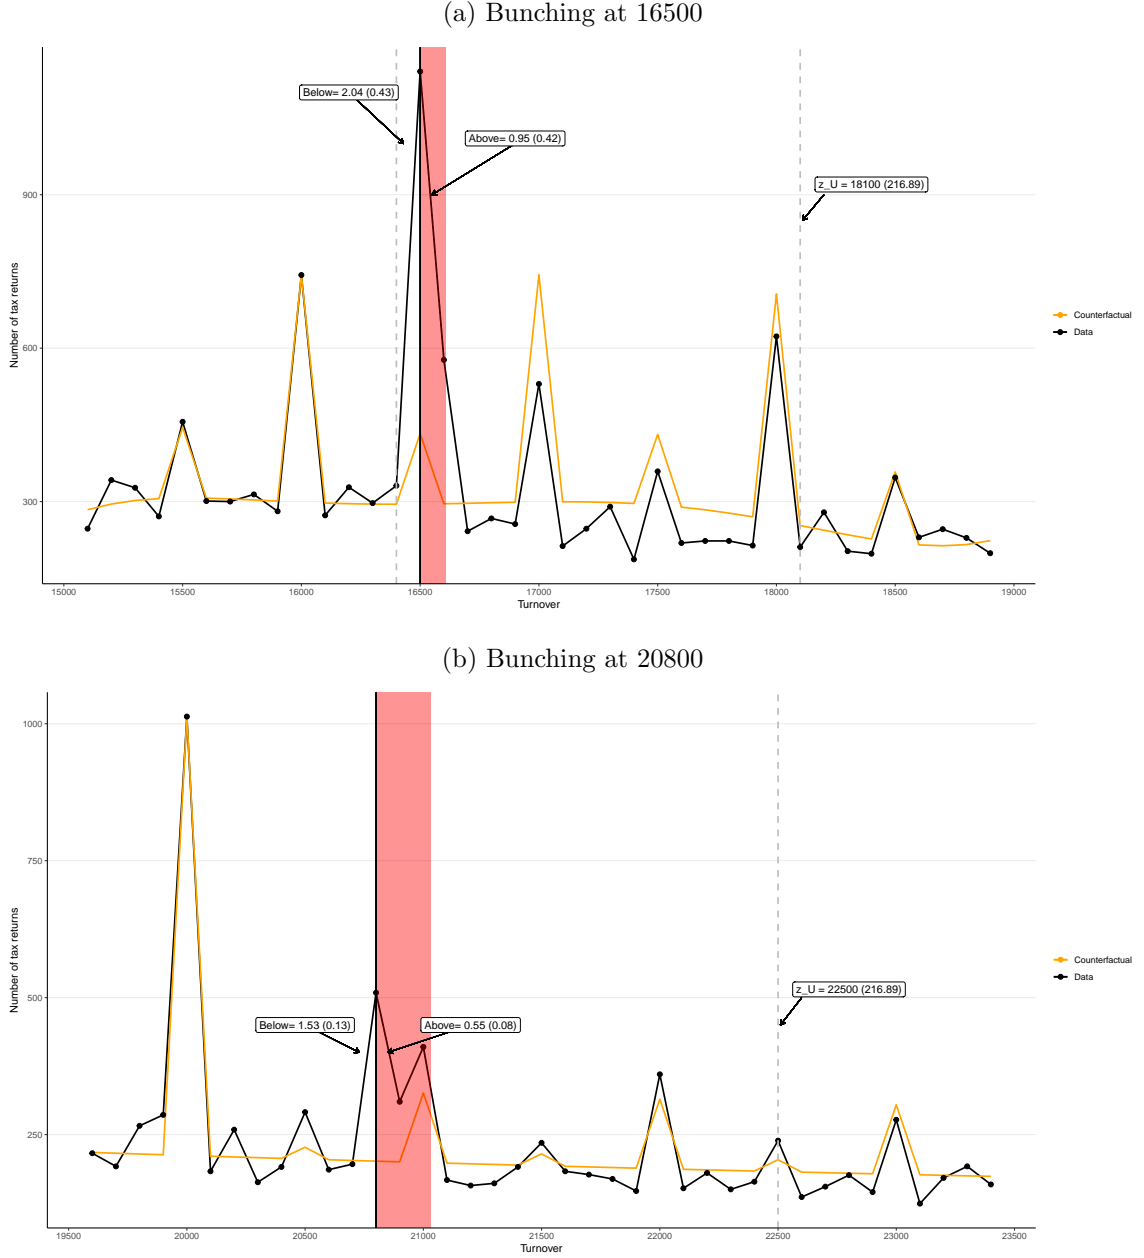 (a) Bunching at 16500
Below= 2.04 (0.43)
Above= 0.95 (0.42)
z_U = 18100 (216.89)
900
600
300
Number of tax returns
Counterfactual
Data
15000 15500 16000 16500 17000 17500 18000 18500 19000
Turnover
(b) Bunching at 20800
1000
750
500
250
Number of tax returns
z_U = 22500 (216.89)
Below= 1.53 (0.13)
Above= 0.55 (0.08)
Counterfactual
Data
19500 20000 20500 21000 21500 22000 22500 23000 23500
Turnover